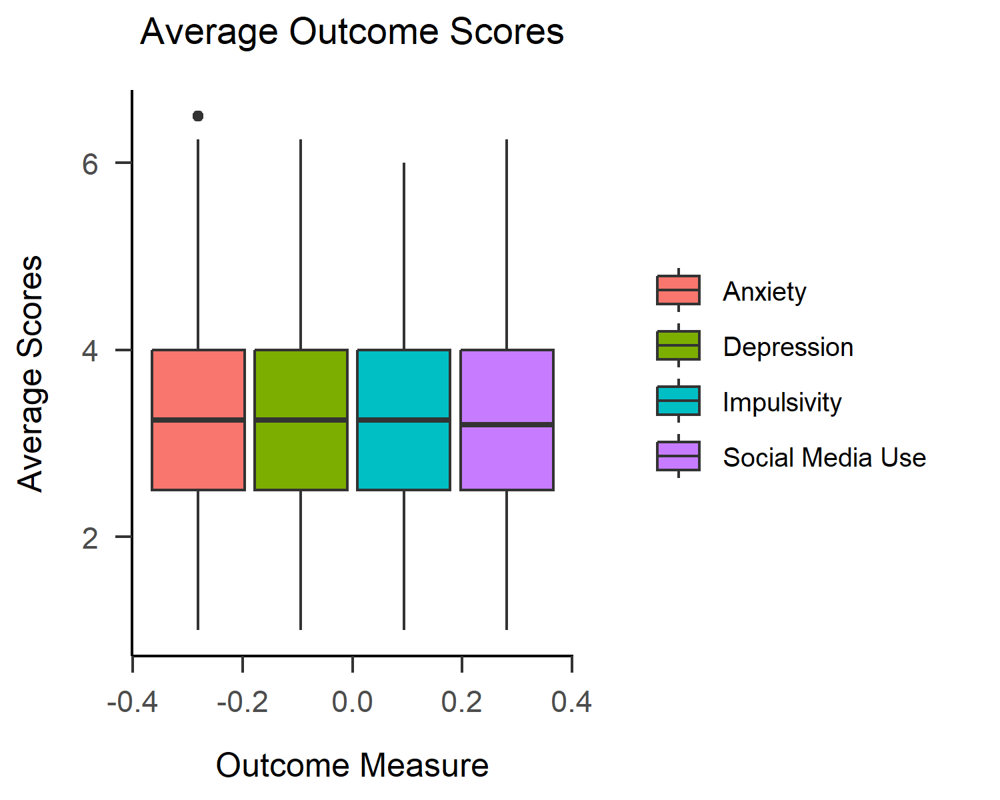 Average Outcome Scores
Average Scores
6
4
2
-0.4 -0.2 0.0 0.2 0.4
Outcome Measure
Anxiety
Depression
Impulsivity
Social Media Use